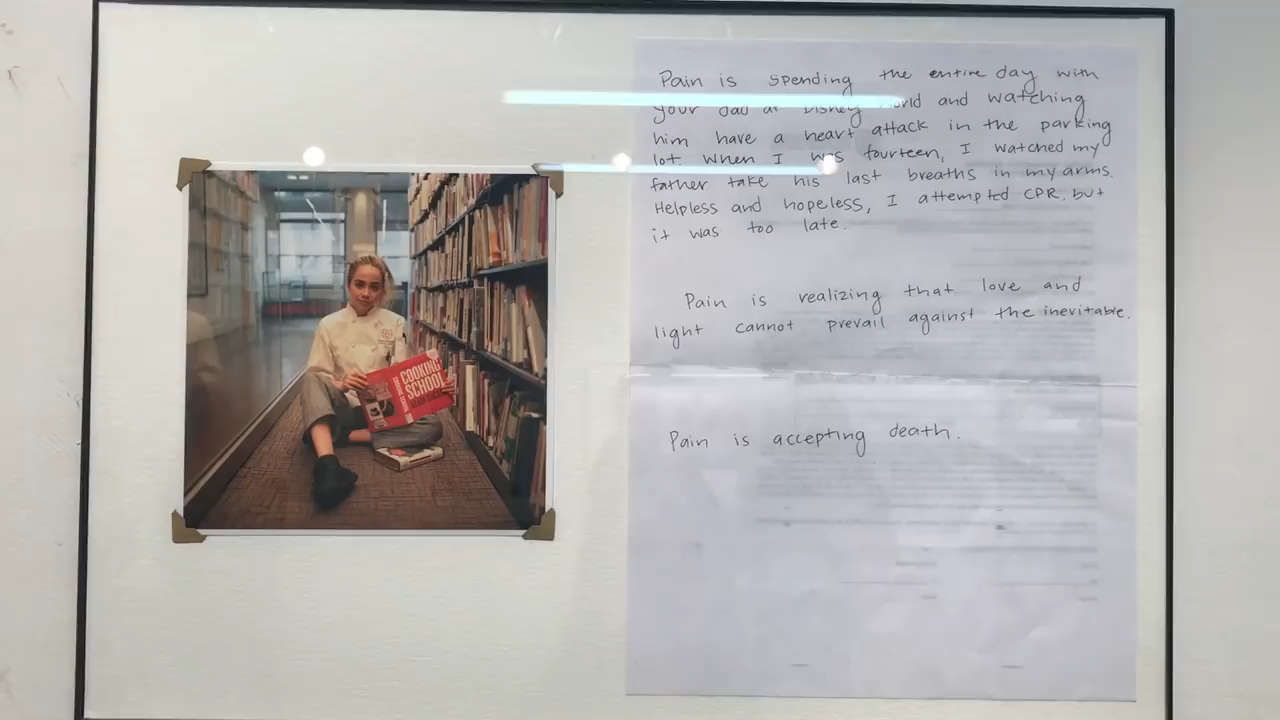 Pain is spending the entire day with
your dad at Disney World and watching
him have a heart attack in the parking
lot. When I was fourteen, I watched my
father take his last breaths in my arms.
Helpless and hopeless, I attempted CPR, but
it was too late.
Pain is realizing that love and
light cannot prevail against the inevitable.
Pain is accepting death.
COOKING
SCHOOL